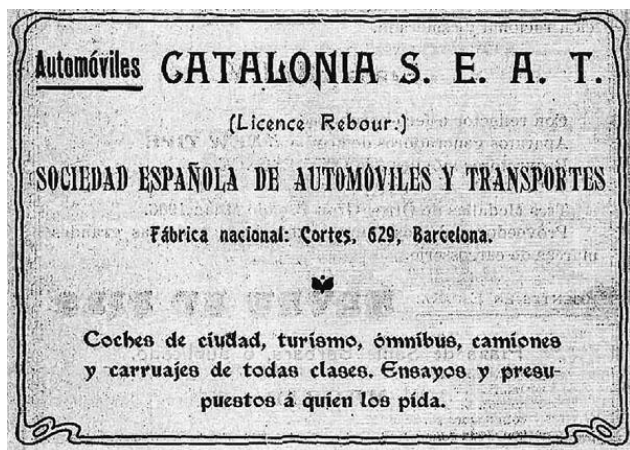 Automóviles CATALONIA S. E. A. T.
(Licence Rebour.)
SOCIEDAD ESPAÑOLA DE AUTOMÓVILES Y TRANSPORTES
Fábrica nacional: Cortes, 629, Barcelona.
Coches de ciudad, turismo, ómnibus, camiones
y carruajes de todas clases. Ensayos y presu-
puestos á quien los pida.